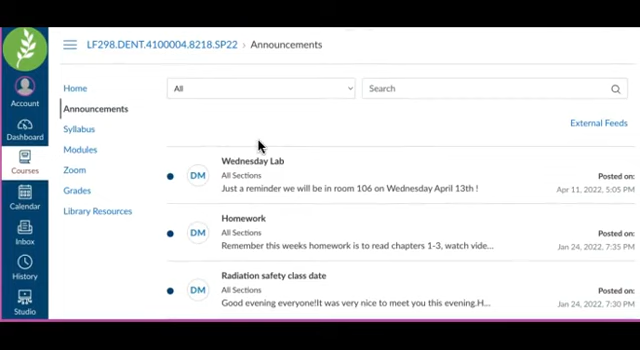 LF298.DENT.4100004.8218.SP22 › Announcements
Account
Dashboard
Courses
Calendar
Inbox
History
Studio
Home
Announcements
Syllabus
Modules
Zoom
Grades
Library Resources
All
Search
External Feeds
Wednesday Lab
DM
All Sections
Posted on:
Just a reminder we will be in room 106 on Wednesday April 13th !
Apr 11, 2022, 5:05 PM
Homework
DM
All Sections
Posted on:
Remember this weeks homework is to read chapters 1-3, watch vide...
Jan 24, 2022, 7:35 PM
Radiation safety class date
DM
All Sections
Posted on:
Good evening everyone!It was very nice to meet you this evening.H...
Jan 24, 2022, 7:30 PM